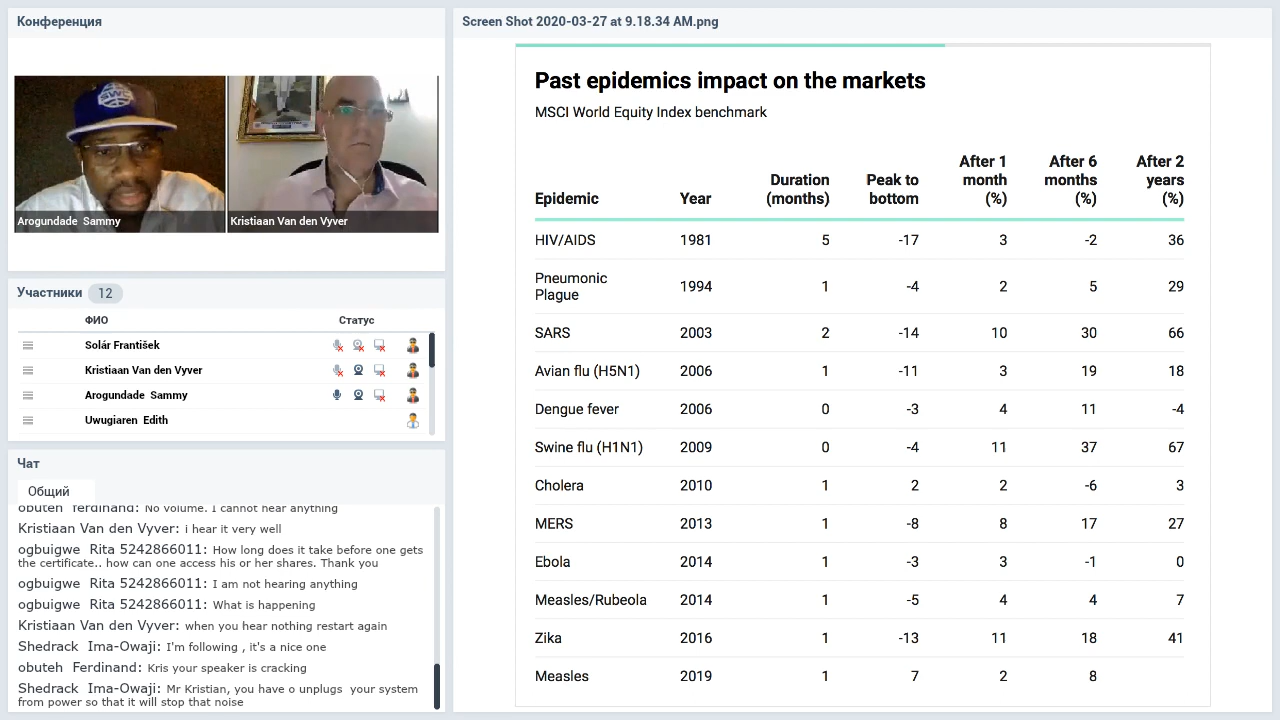 Конференция
Arogundade  Sammy
Kristiaan Van den Vyver
Участники 12
ФИО Статус
Solár František
Kristiaan Van den Vyver
Arogundade  Sammy
Uwugiaren  Edith
Чат
Общий
obuten  ferdinand: No volume. I cannot hear anything
Kristiaan Van den Vyver: i hear it very well
ogbuigwe  Rita 5242866011: How long does it take before one gets
the certificate.. how can one access his or her shares. Thank you
ogbuigwe  Rita 5242866011: I am not hearing anything
ogbuigwe  Rita 5242866011: What is happening
Kristiaan Van den Vyver: when you hear nothing restart again
Shedrack  Ima-Owaji: I'm following , it's a nice one
obuteh  Ferdinand: Kris your speaker is cracking
Shedrack  Ima-Owaji: Mr Kristian, you have o unplugs  your system
from power so that it will stop that noise
Screen Shot 2020-03-27 at 9.18.34 AM.png
Past epidemics impact on the markets
MSCI World Equity Index benchmark
Epidemic Year Duration (months) Peak to bottom After 1 month (%) After 6 months (%) After 2 years (%)
HIV/AIDS 1981 5 -17 3 -2 36
Pneumonic
Plague 1994 1 -4 2 5 29
SARS 2003 2 -14 10 30 66
Avian flu (H5N1) 2006 1 -11 3 19 18
Dengue fever 2006 0 -3 4 11 -4
Swine flu (H1N1) 2009 0 -4 11 37 67
Cholera 2010 1 2 2 -6 3
MERS 2013 1 -8 8 17 27
Ebola 2014 1 -3 3 -1 0
Measles/Rubeola 2014 1 -5 4 4 7
Zika 2016 1 -13 11 18 41
Measles 2019 1 7 2 8